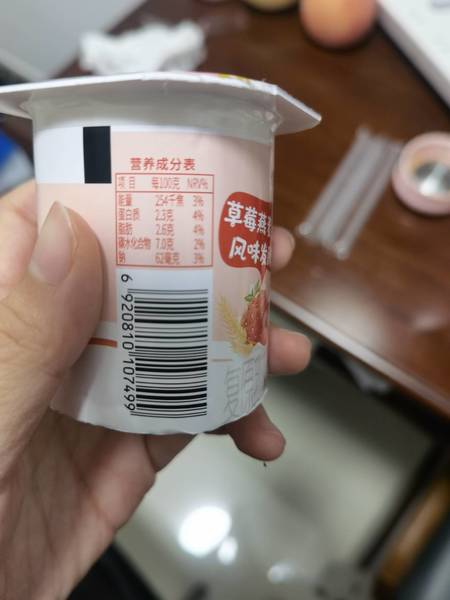 营养成分表
项 目 每100克 NRV%
能量 254千焦 3%
蛋白质 2.3克 4%
脂肪 2.6克 4%
碳水化合物 7.0克 2%
钠 62毫克 3%
草莓燕
风味发
6 920810 107499